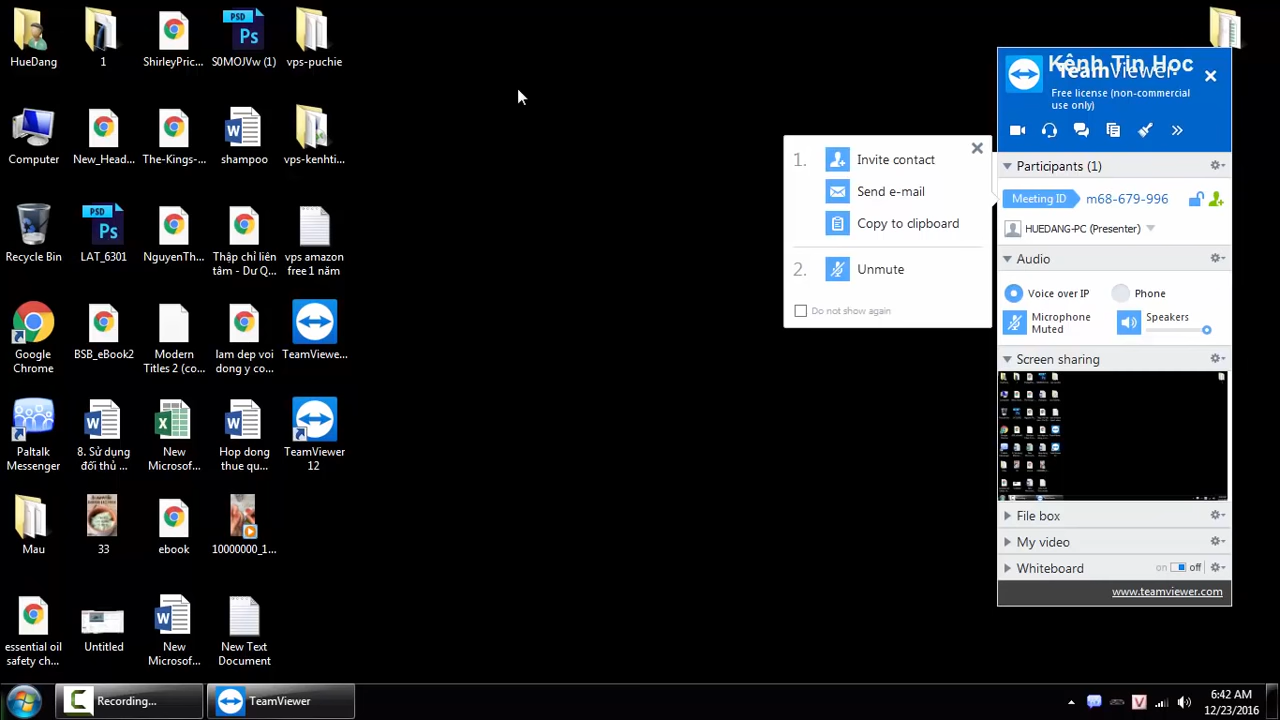 HueDang
1
ShirleyPric...
PSD
Ps
S0MOJVw (1)
vps-puchie
Computer
New_Head...
The-Kings-...
shampoo
vps-kenhti...
Recycle Bin
PSD
Ps
LAT_6301
NguyenTh...
Thập chỉ liên
tâm - Dư Q...
vps amazon
free 1 năm
Google
Chrome
BSB_eBook2
Modern
Titles 2 (co...
lam dep voi
dong y co...
TeamViewe...
Paltalk
Messenger
8. Sử dụng
đối thủ ...
New
Microsof...
Hop dong
thue qu...
TeamViewer
12
Mau
33
ebook
10000000_1...
essential oil
safety ch...
Untitled
New
Microsof...
New Text
Document
1.
Invite contact
Send e-mail
Copy to clipboard
2.
Unmute
Do not show again
Kênh Tin Học
TeamViewer
Free license (non-commercial
use only)
Participants (1)
Meeting ID
m68-679-996
HUEDANG-PC (Presenter)
Audio
Voice over IP
Phone
Microphone
Muted
Speakers
Screen sharing
File box
My video
Whiteboard
on
off
www.teamviewer.com
Recording...
TeamViewer
V
6:42 AM
12/23/2016